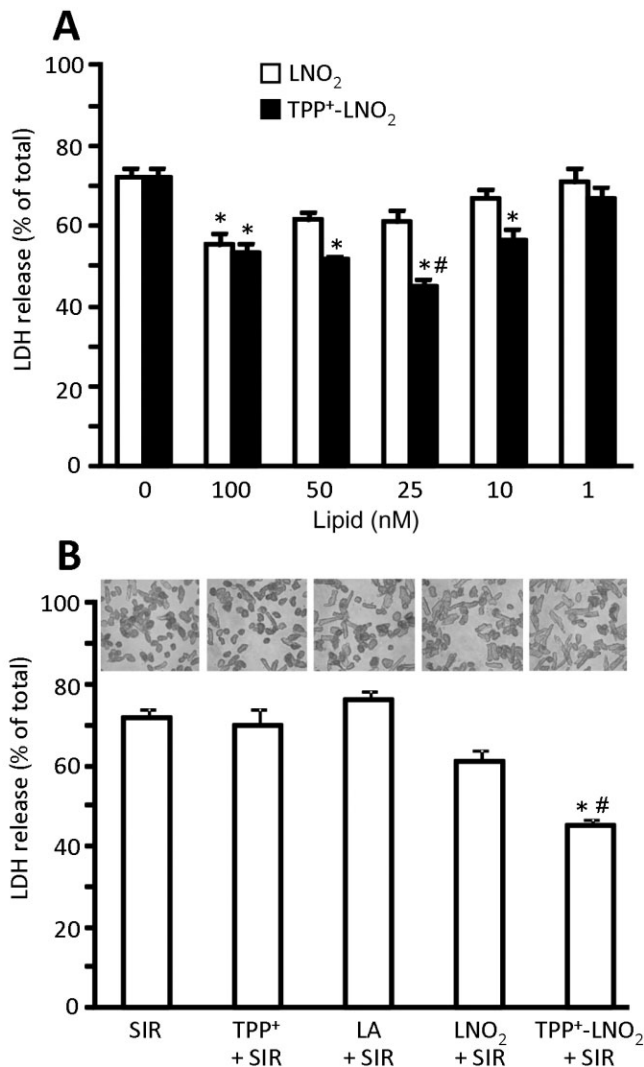 A
100
80
60
40
20
0
LDH release (% of total)
LNO₂
TPP⁺-LNO₂
* *
*
*#
*
0 100 50 25 10 1
Lipid (nM)
B
100
80
60
40
20
0
LDH release (% of total)
* #
SIR TPP⁺ LA LNO₂ TPP⁺-LNO₂
+ SIR + SIR + SIR + SIR